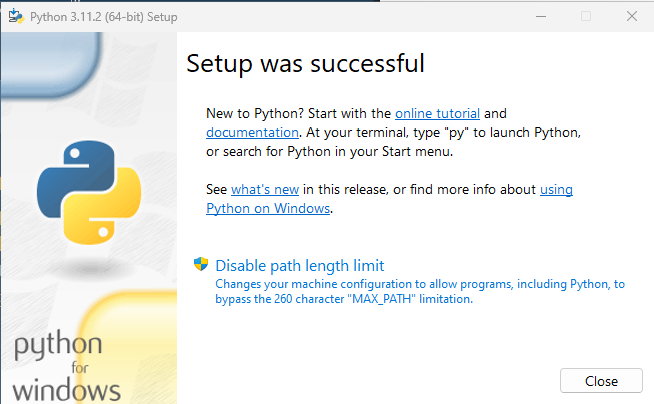 Python 3.11.2 (64-bit) Setup
Setup was successful
New to Python? Start with the online tutorial and
documentation. At your terminal, type "py" to launch Python,
or search for Python in your Start menu.
See what's new in this release, or find more info about using
Python on Windows.
Disable path length limit
Changes your machine configuration to allow programs, including Python, to
bypass the 260 character "MAX_PATH" limitation.
python
for
windows
Close